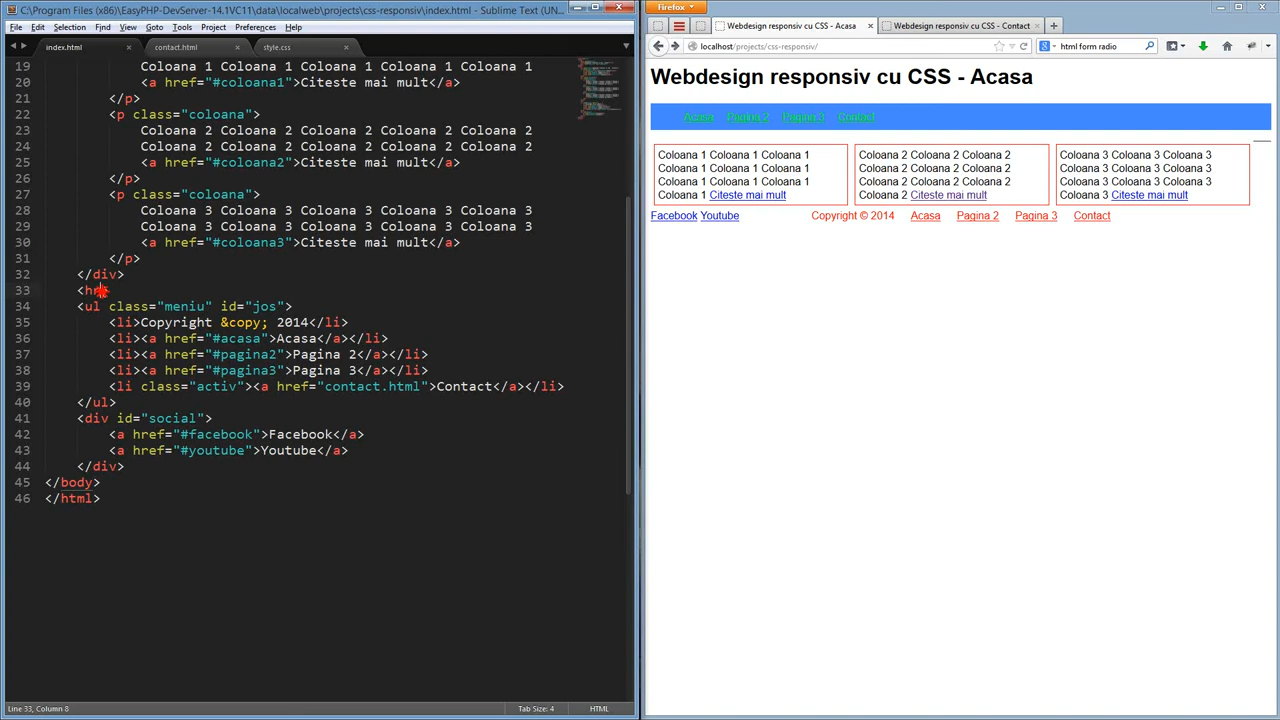 C:\Program Files (x86)\EasyPHP-DevServer-14.1VC11\data\localweb\projects\css-responsiv\index.html - Sublime Text (UN...
File Edit Selection Find View Goto Tools Project Preferences Help
index.html × contact.html × style.css ×
19 Coloana 1 Coloana 1 Coloana 1 Coloana 1 Coloana 1
20 <a href="#coloana1">Citeste mai mult</a>
21 </p>
22 <p class="coloana">
23 Coloana 2 Coloana 2 Coloana 2 Coloana 2 Coloana 2
24 Coloana 2 Coloana 2 Coloana 2 Coloana 2 Coloana 2
25 <a href="#coloana2">Citeste mai mult</a>
26 </p>
27 <p class="coloana">
28 Coloana 3 Coloana 3 Coloana 3 Coloana 3 Coloana 3
29 Coloana 3 Coloana 3 Coloana 3 Coloana 3 Coloana 3
30 <a href="#coloana3">Citeste mai mult</a>
31 </p>
32 </div>
33 <hr>
34 <ul class="meniu" id="jos">
35 <li>Copyright &copy; 2014</li>
36 <li><a href="#acasa">Acasa</a></li>
37 <li><a href="#pagina2">Pagina 2</a></li>
38 <li><a href="#pagina3">Pagina 3</a></li>
39 <li class="activ"><a href="contact.html">Contact</a></li>
40 </ul>
41 <div id="social">
42 <a href="#facebook">Facebook</a>
43 <a href="#youtube">Youtube</a>
44 </div>
45 </body>
46 </html>
Line 33, Column 8 Tab Size: 4 HTML
Firefox
Webdesign responsiv cu CSS - Acasa × Webdesign responsiv cu CSS - Contact ×
localhost/projects/css-responsiv/ html form radio
Webdesign responsiv cu CSS - Acasa
Acasa Pagina 2 Pagina 3 Contact
Coloana 1 Coloana 1 Coloana 1
Coloana 1 Coloana 1 Coloana 1
Coloana 1 Coloana 1 Coloana 1
Coloana 1 Citeste mai mult
Coloana 2 Coloana 2 Coloana 2
Coloana 2 Coloana 2 Coloana 2
Coloana 2 Coloana 2 Coloana 2
Coloana 2 Citeste mai mult
Coloana 3 Coloana 3 Coloana 3
Coloana 3 Coloana 3 Coloana 3
Coloana 3 Coloana 3 Coloana 3
Coloana 3 Citeste mai mult
Facebook Youtube Copyright © 2014 Acasa Pagina 2 Pagina 3 Contact